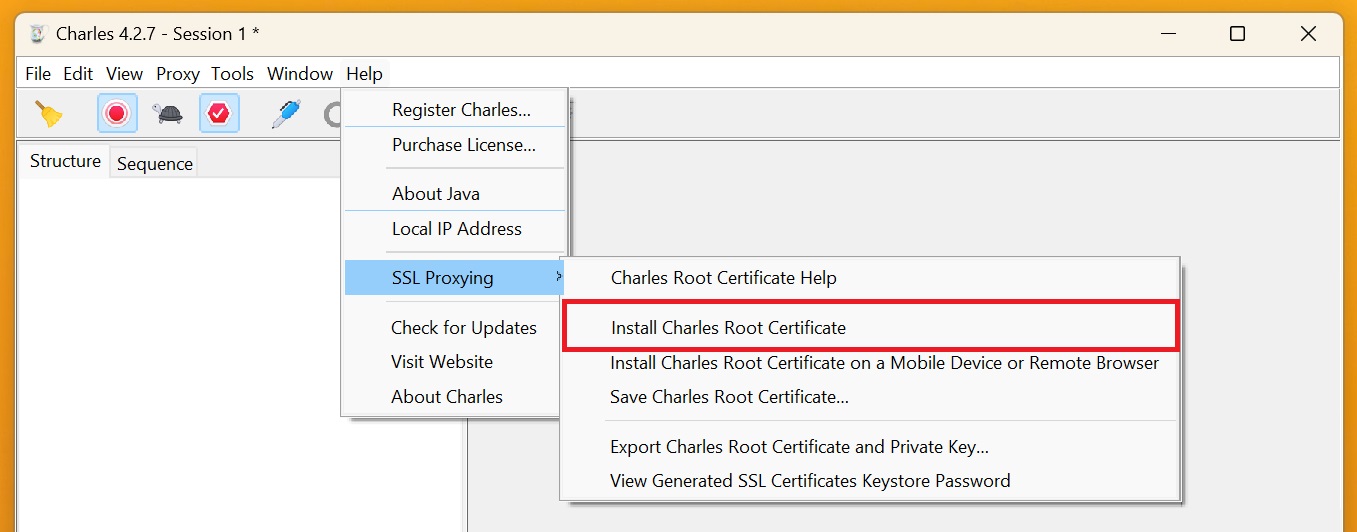 Charles 4.2.7 - Session 1 *
File Edit View Proxy Tools Window Help
Register Charles...
Purchase License...
Structure
Sequence
About Java
Local IP Address
SSL Proxying
Charles Root Certificate Help
Check for Updates
Install Charles Root Certificate
Visit Website
Install Charles Root Certificate on a Mobile Device or Remote Browser
About Charles
Save Charles Root Certificate...
Export Charles Root Certificate and Private Key...
View Generated SSL Certificates Keystore Password